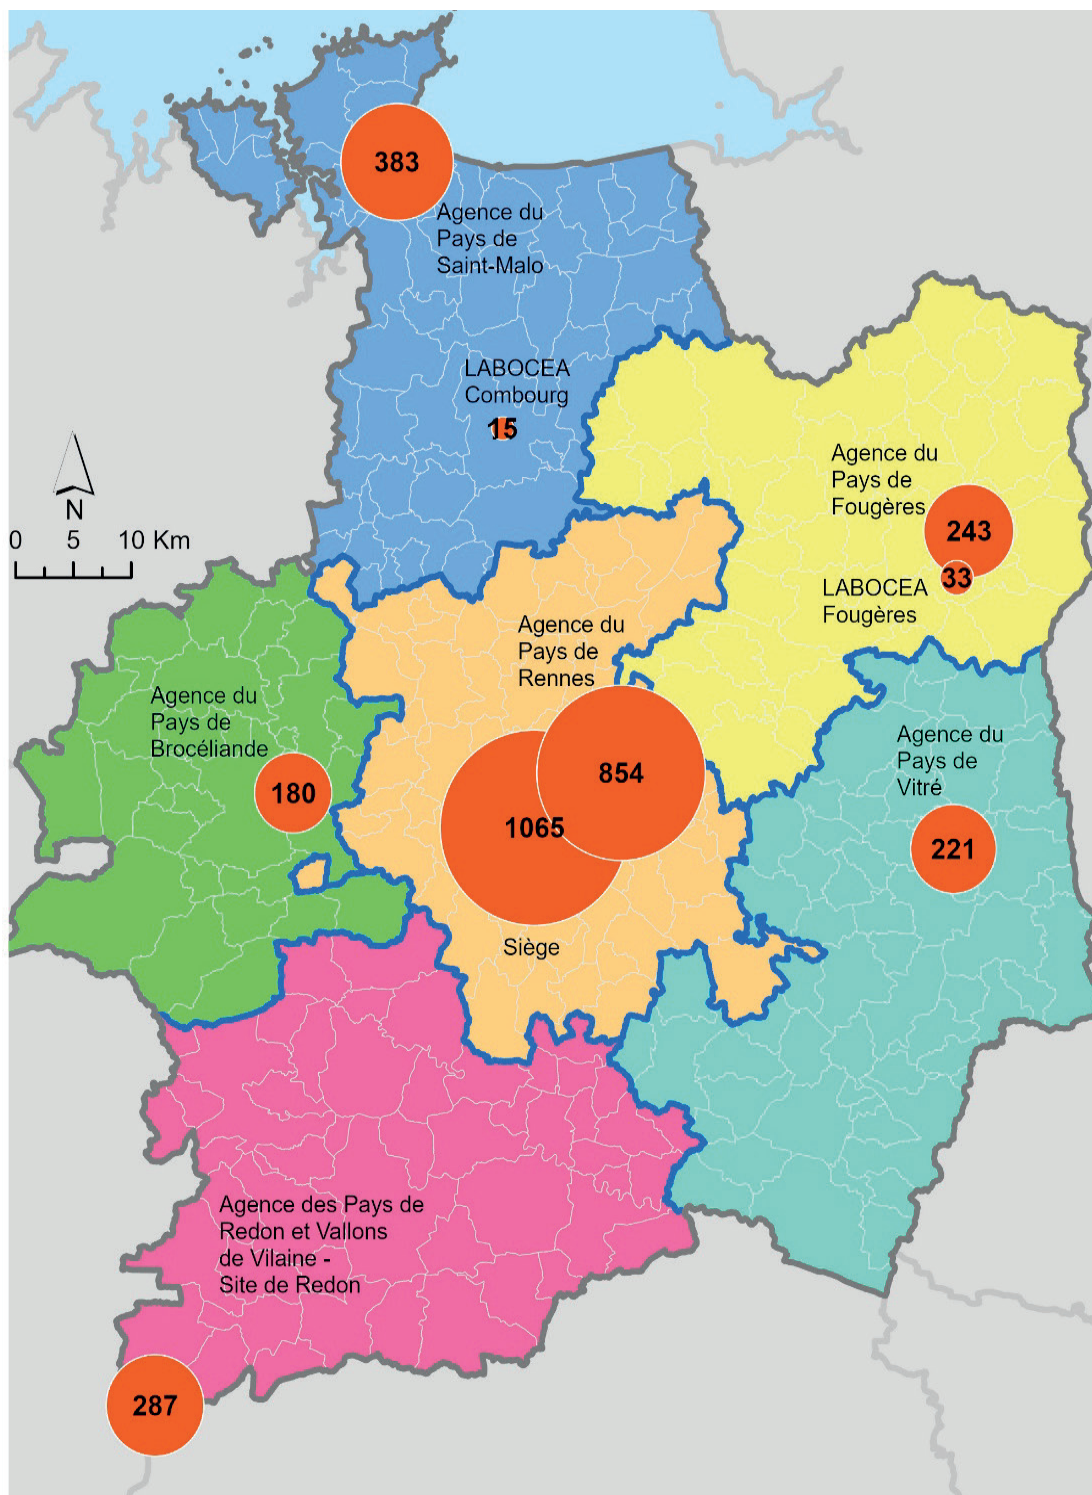 383
Agence du
Pays de
Saint-Malo
LABOCEA
Combourg
15
N
0 5 10 Km
Agence du
Pays de
Fougères
243
33
LABOCEA
Fougères
Agence du
Pays de
Rennes
854
1065
Siège
Agence du
Pays de
Brocéliande
180
Agence du
Pays de
Vitré
221
Agence des Pays de
Redon et Vallons
de Vilaine -
Site de Redon
287